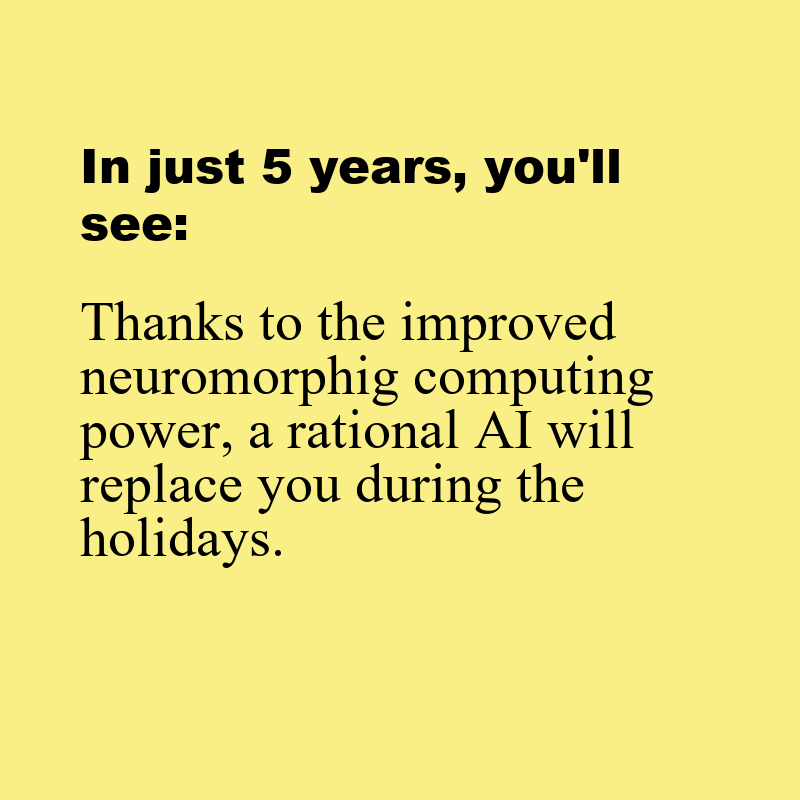 In just 5 years, you'll
see:
Thanks to the improved
neuromorphig computing
power, a rational AI will
replace you during the
holidays.